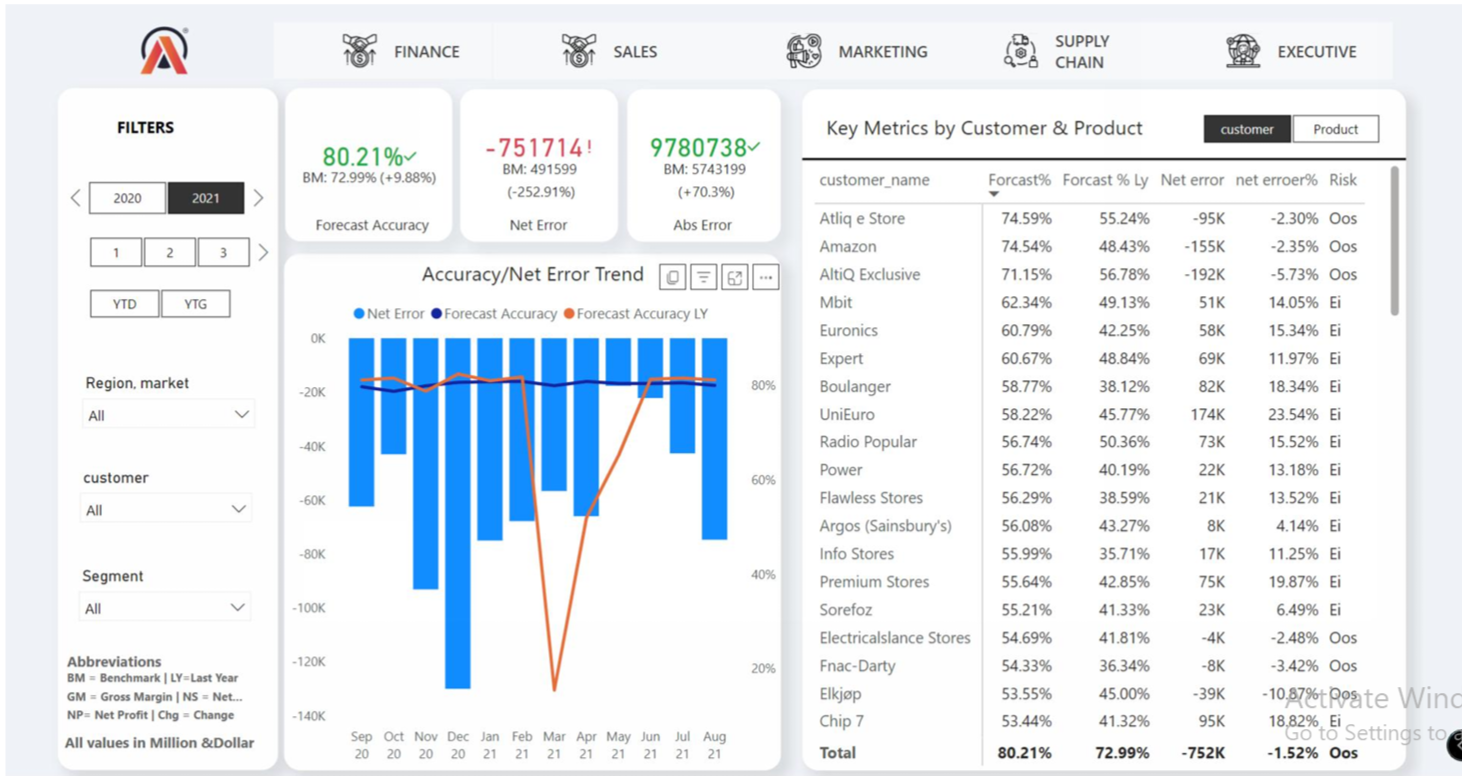 FINANCE
SALES
MARKETING
SUPPLY
CHAIN
EXECUTIVE
FILTERS
2020 2021
1 2 3
YTD YTG
Region, market
All
customer
All
Segment
All
Abbreviations
BM = Benchmark | LY=Last Year
GM = Gross Margin | NS = Net...
NP= Net Profit | Chg = Change
All values in Million &Dollar
80.21%✓
BM: 72.99% (+9.88%)
Forecast Accuracy
-751714!
BM: 491599
(-252.91%)
Net Error
9780738✓
BM: 5743199
(+70.3%)
Abs Error
Accuracy/Net Error Trend
Net Error Forecast Accuracy Forecast Accuracy LY
0K
-20K
-40K
-60K
-80K
-100K
-120K
-140K
80%
60%
40%
20%
Sep Oct Nov Dec Jan Feb Mar Apr May Jun Jul Aug
20 20 20 20 21 21 21 21 21 21 21 21
Key Metrics by Customer & Product
customer Product
customer_name Forcast% Forcast % Ly Net error net erroer% Risk
Atliq e Store 74.59% 55.24% -95K -2.30% Oos
Amazon 74.54% 48.43% -155K -2.35% Oos
AltiQ Exclusive 71.15% 56.78% -192K -5.73% Oos
Mbit 62.34% 49.13% 51K 14.05% Ei
Euronics 60.79% 42.25% 58K 15.34% Ei
Expert 60.67% 48.84% 69K 11.97% Ei
Boulanger 58.77% 38.12% 82K 18.34% Ei
UniEuro 58.22% 45.77% 174K 23.54% Ei
Radio Popular 56.74% 50.36% 73K 15.52% Ei
Power 56.72% 40.19% 22K 13.18% Ei
Flawless Stores 56.29% 38.59% 21K 13.52% Ei
Argos (Sainsbury's) 56.08% 43.27% 8K 4.14% Ei
Info Stores 55.99% 35.71% 17K 11.25% Ei
Premium Stores 55.64% 42.85% 75K 19.87% Ei
Sorefoz 55.21% 41.33% 23K 6.49% Ei
Electricalslance Stores 54.69% 41.81% -4K -2.48% Oos
Fnac-Darty 54.33% 36.34% -8K -3.42% Oos
Elkjøp 53.55% 45.00% -39K -10.87% Oos
Chip 7 53.44% 41.32% 95K 18.82% Ei
Total 80.21% 72.99% -752K -1.52% Oos
Activate Wind
Go to Settings to a